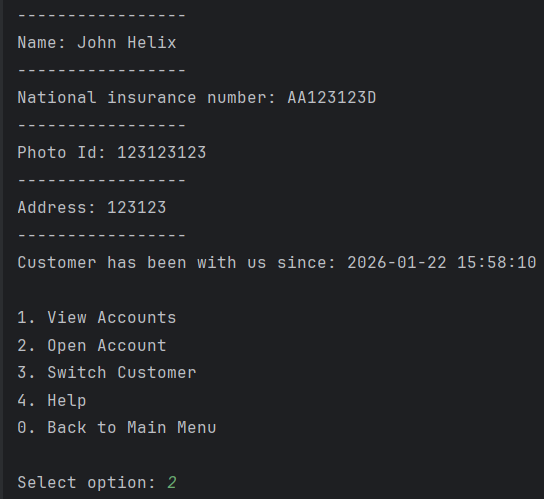 -----------------
Name: John Helix
-----------------
National insurance number: AA123123D
-----------------
Photo Id: 123123123
-----------------
Address: 123123
-----------------
Customer has been with us since: 2026-01-22 15:58:10
1. View Accounts
2. Open Account
3. Switch Customer
4. Help
0. Back to Main Menu
Select option: 2